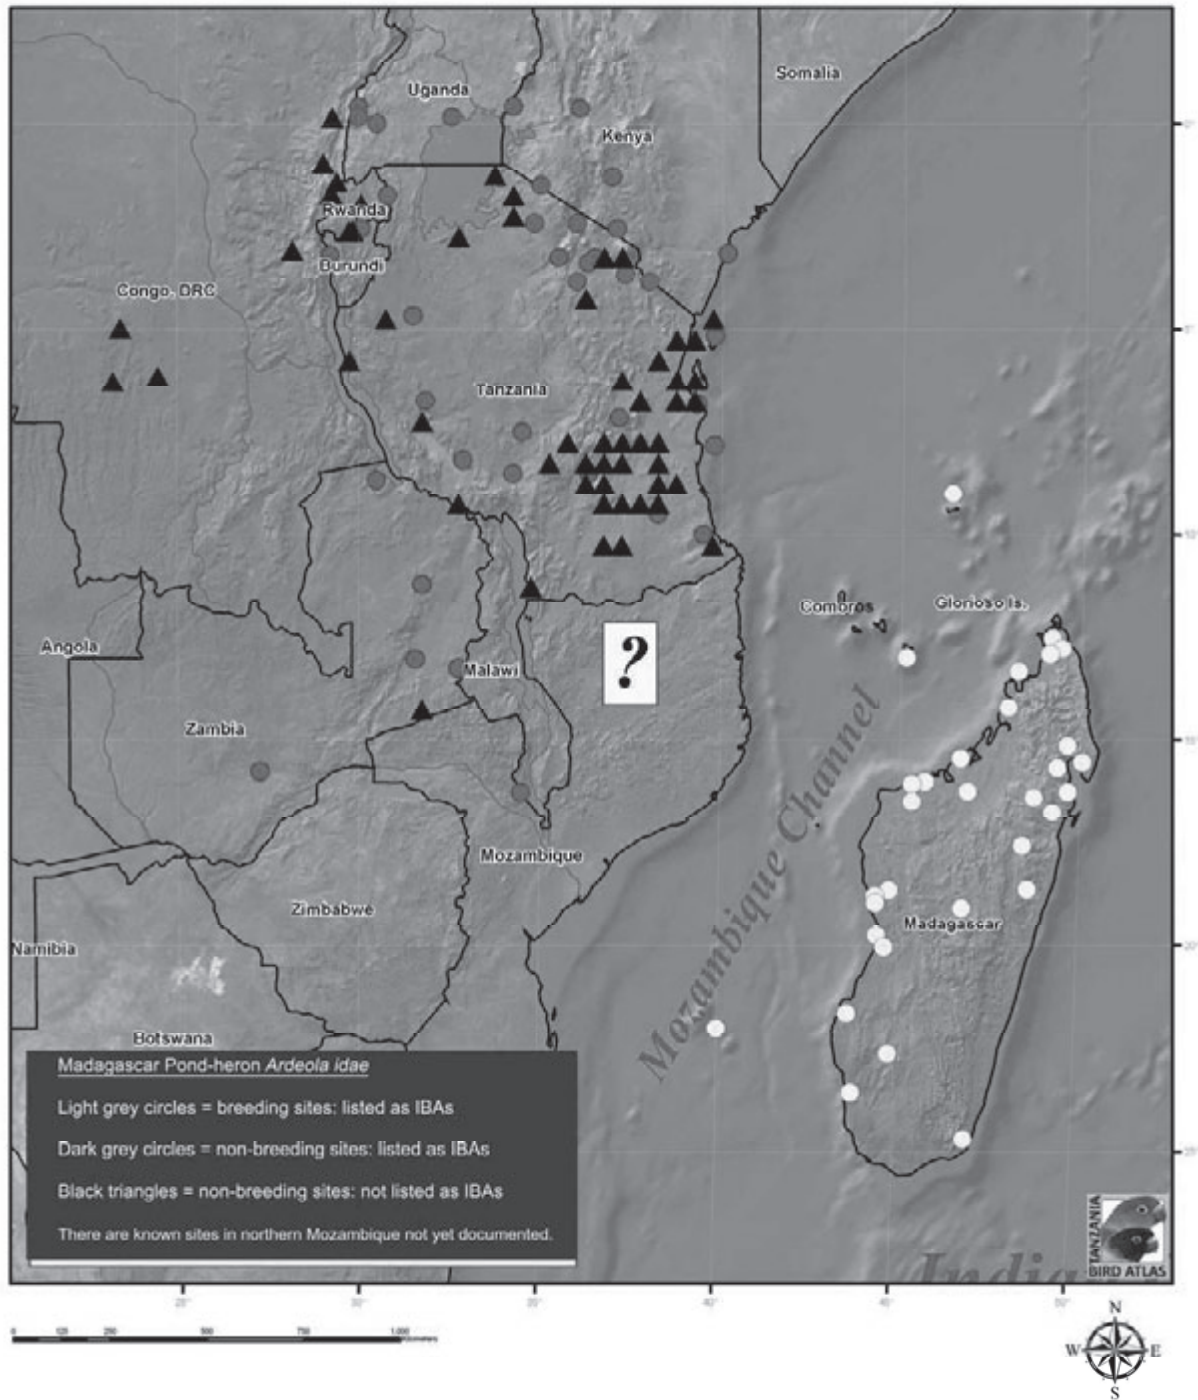 Somalia
Uganda
Kenya
Rwanda
Burundi
Congo, DRC
Tanzania
Comoros
Glorioso Is.
Angola
Malawi
?
Zambia
Mozambique Channel
Mozambique
Zimbabwe
Madagascar
Namibia
Botswana
Madagascar Pond-heron Ardeola idae
Light grey circles = breeding sites: listed as IBAs
Dark grey circles = non-breeding sites: listed as IBAs
Black triangles = non-breeding sites: not listed as IBAs
There are known sites in northern Mozambique not yet documented.
TANZANIA
BIRD ATLAS
N
W
E
S